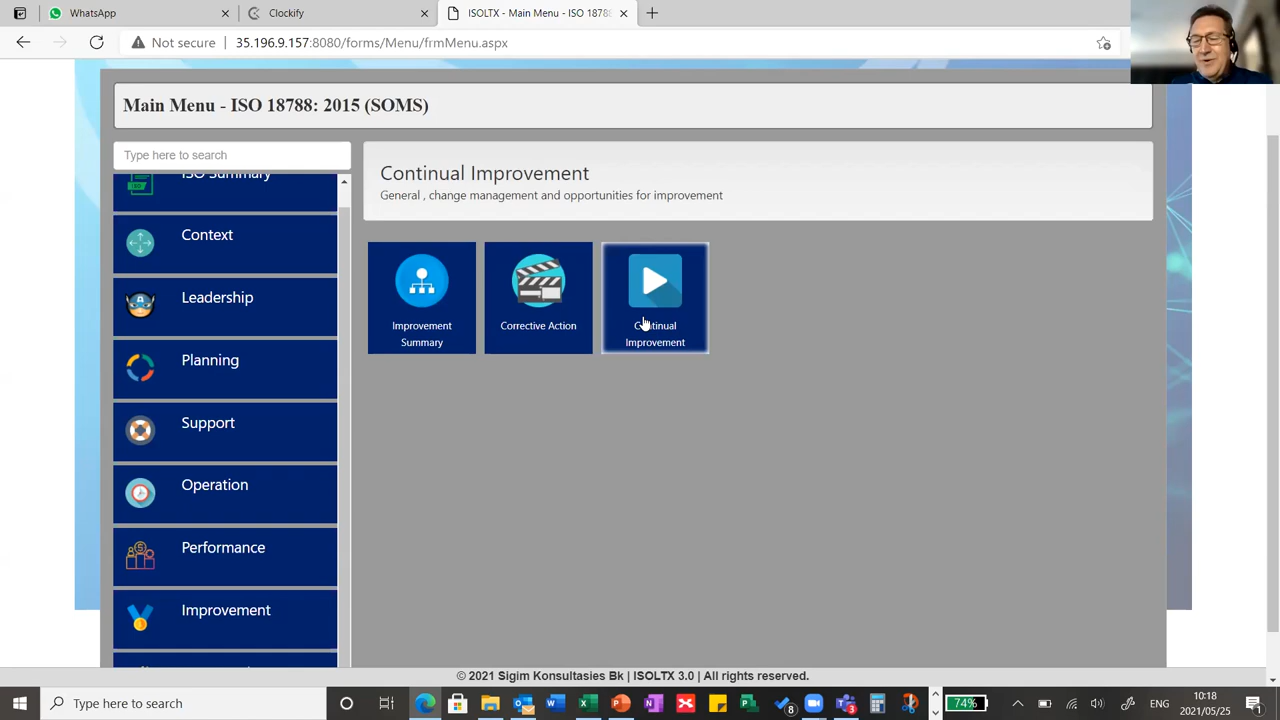 WhatsApp
Clockify
ISOLTX - Main Menu - ISO 18788
Not secure
35.196.9.157:8080/forms/Menu/frmMenu.aspx
Main Menu - ISO 18788: 2015 (SOMS)
Type here to search
ISO Summary
Context
Leadership
Planning
Support
Operation
Performance
Improvement
Continual Improvement
General , change management and opportunities for improvement
Improvement
Summary
Corrective Action
Continual
Improvement
© 2021 Sigim Konsultasies Bk | ISOLTX 3.0 | All rights reserved.
Type here to search
74%
ENG
10:18
2021/05/25